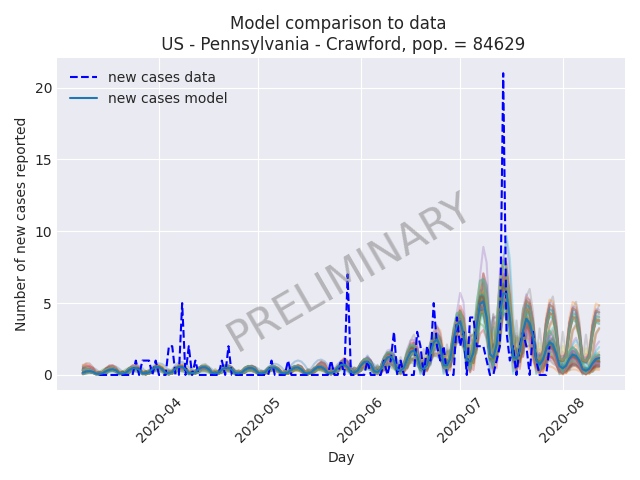 Model comparison to data
US - Pennsylvania - Crawford, pop. = 84629
new cases data
new cases model
PRELIMINARY
Number of new cases reported
20
15
10
5
0
2020-04
2020-05
2020-06
2020-07
2020-08
Day